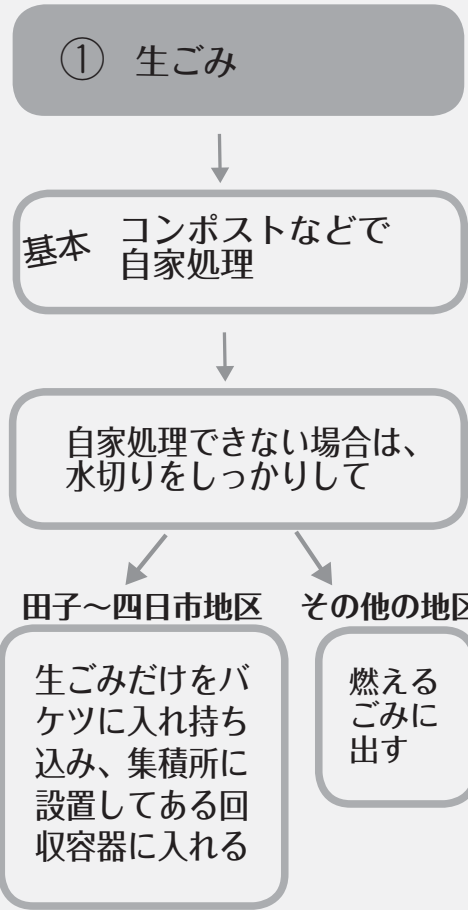 ① 生ごみ
基本 コンポストなどで
自家処理
自家処理できない場合は、
水切りをしっかりして
田子～四日市地区
生ごみだけをバ
ケツに入れ持ち
込み、集積所に
設置してある回
収容器に入れる
その他の地区
燃える
ごみに
出す